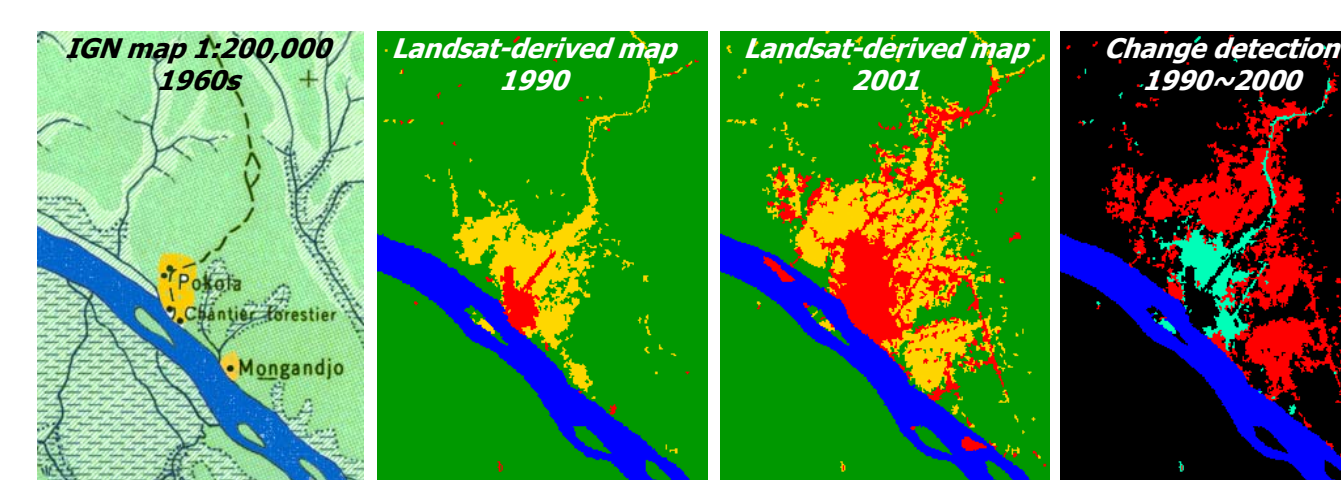 IGN map 1:200,000
1960s
Landsat-derived map
1990
Landsat-derived map
2001
Change detection
1990~2000
Pokola
Chantier forestier
Mongandjo